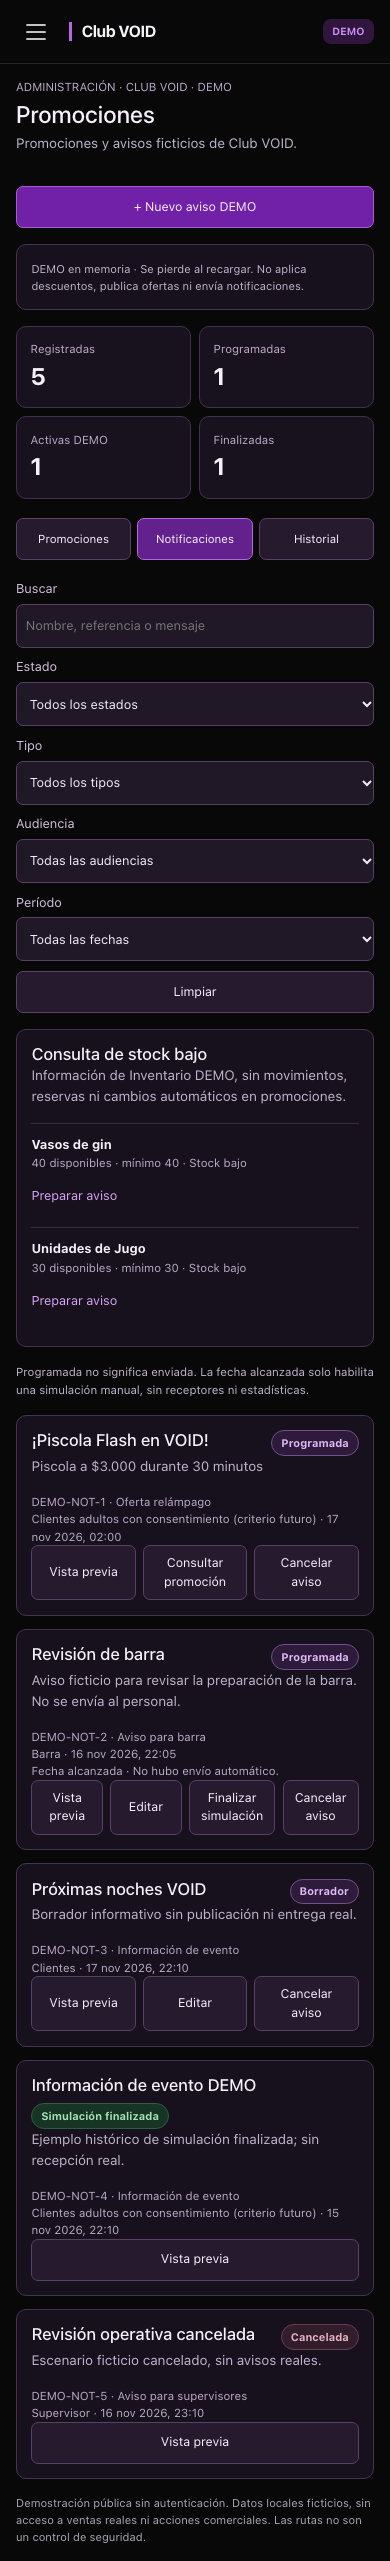 Club VOID
DEMO
ADMINISTRACIÓN · CLUB VOID · DEMO
Promociones
Promociones y avisos ficticios de Club VOID.
+ Nuevo aviso DEMO
DEMO en memoria · Se pierde al recargar. No aplica
descuentos, publica ofertas ni envía notificaciones.
Registradas
5
Programadas
1
Activas DEMO
1
Finalizadas
1
Promociones
Notificaciones
Historial
Buscar
Nombre, referencia o mensaje
Estado
Todos los estados
Tipo
Todos los tipos
Audiencia
Todas las audiencias
Período
Todas las fechas
Limpiar
Consulta de stock bajo
Información de Inventario DEMO, sin movimientos,
reservas ni cambios automáticos en promociones.
Vasos de gin
40 disponibles · mínimo 40 · Stock bajo
Preparar aviso
Unidades de Jugo
30 disponibles · mínimo 30 · Stock bajo
Preparar aviso
Programada no significa enviada. La fecha alcanzada solo habilita
una simulación manual, sin receptores ni estadísticas.
¡Piscola Flash en VOID!
Programada
Piscola a $3.000 durante 30 minutos
DEMO-NOT-1 · Oferta relámpago
Clientes adultos con consentimiento (criterio futuro) · 17
nov 2026, 02:00
Vista previa
Consultar
promoción
Cancelar
aviso
Revisión de barra
Programada
Aviso ficticio para revisar la preparación de la barra.
No se envía al personal.
DEMO-NOT-2 · Aviso para barra
Barra · 16 nov 2026, 22:05
Fecha alcanzada · No hubo envío automático.
Vista
previa
Editar
Finalizar
simulación
Cancelar
aviso
Próximas noches VOID
Borrador
Borrador informativo sin publicación ni entrega real.
DEMO-NOT-3 · Información de evento
Clientes · 17 nov 2026, 22:10
Vista previa
Editar
Cancelar
aviso
Información de evento DEMO
Simulación finalizada
Ejemplo histórico de simulación finalizada; sin
recepción real.
DEMO-NOT-4 · Información de evento
Clientes adultos con consentimiento (criterio futuro) · 15
nov 2026, 22:10
Vista previa
Revisión operativa cancelada
Cancelada
Escenario ficticio cancelado, sin avisos reales.
DEMO-NOT-5 · Aviso para supervisores
Supervisor · 16 nov 2026, 23:10
Vista previa
Demostración pública sin autenticación. Datos locales ficticios, sin
acceso a ventas reales ni acciones comerciales. Las rutas no son
un control de seguridad.